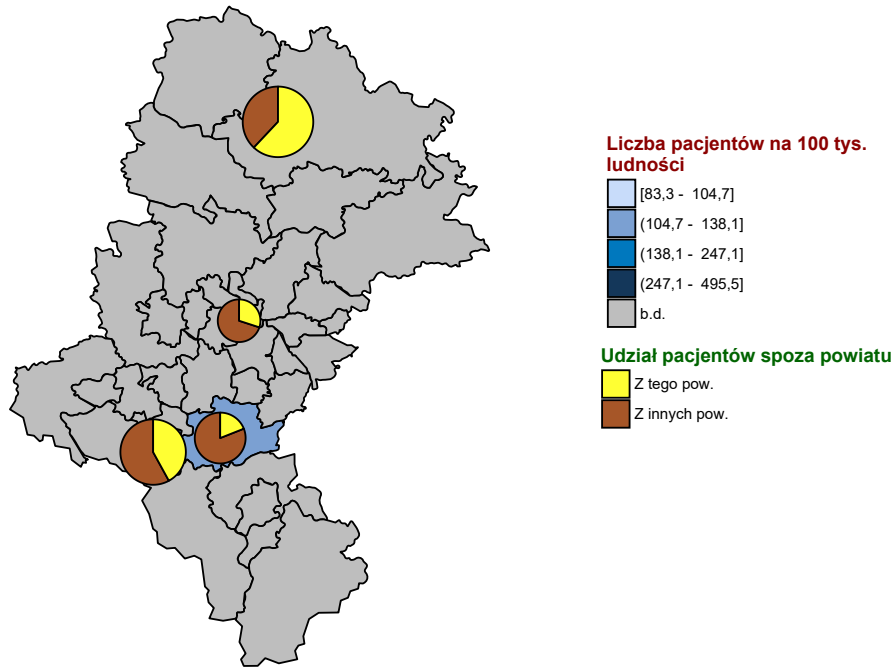 Liczba pacjentów na 100 tys.
ludności
[83,3 - 104,7]
(104,7 - 138,1]
(138,1 - 247,1]
(247,1 - 495,5]
b.d.
Udział pacjentów spoza powiatu
Z tego pow.
Z innych pow.